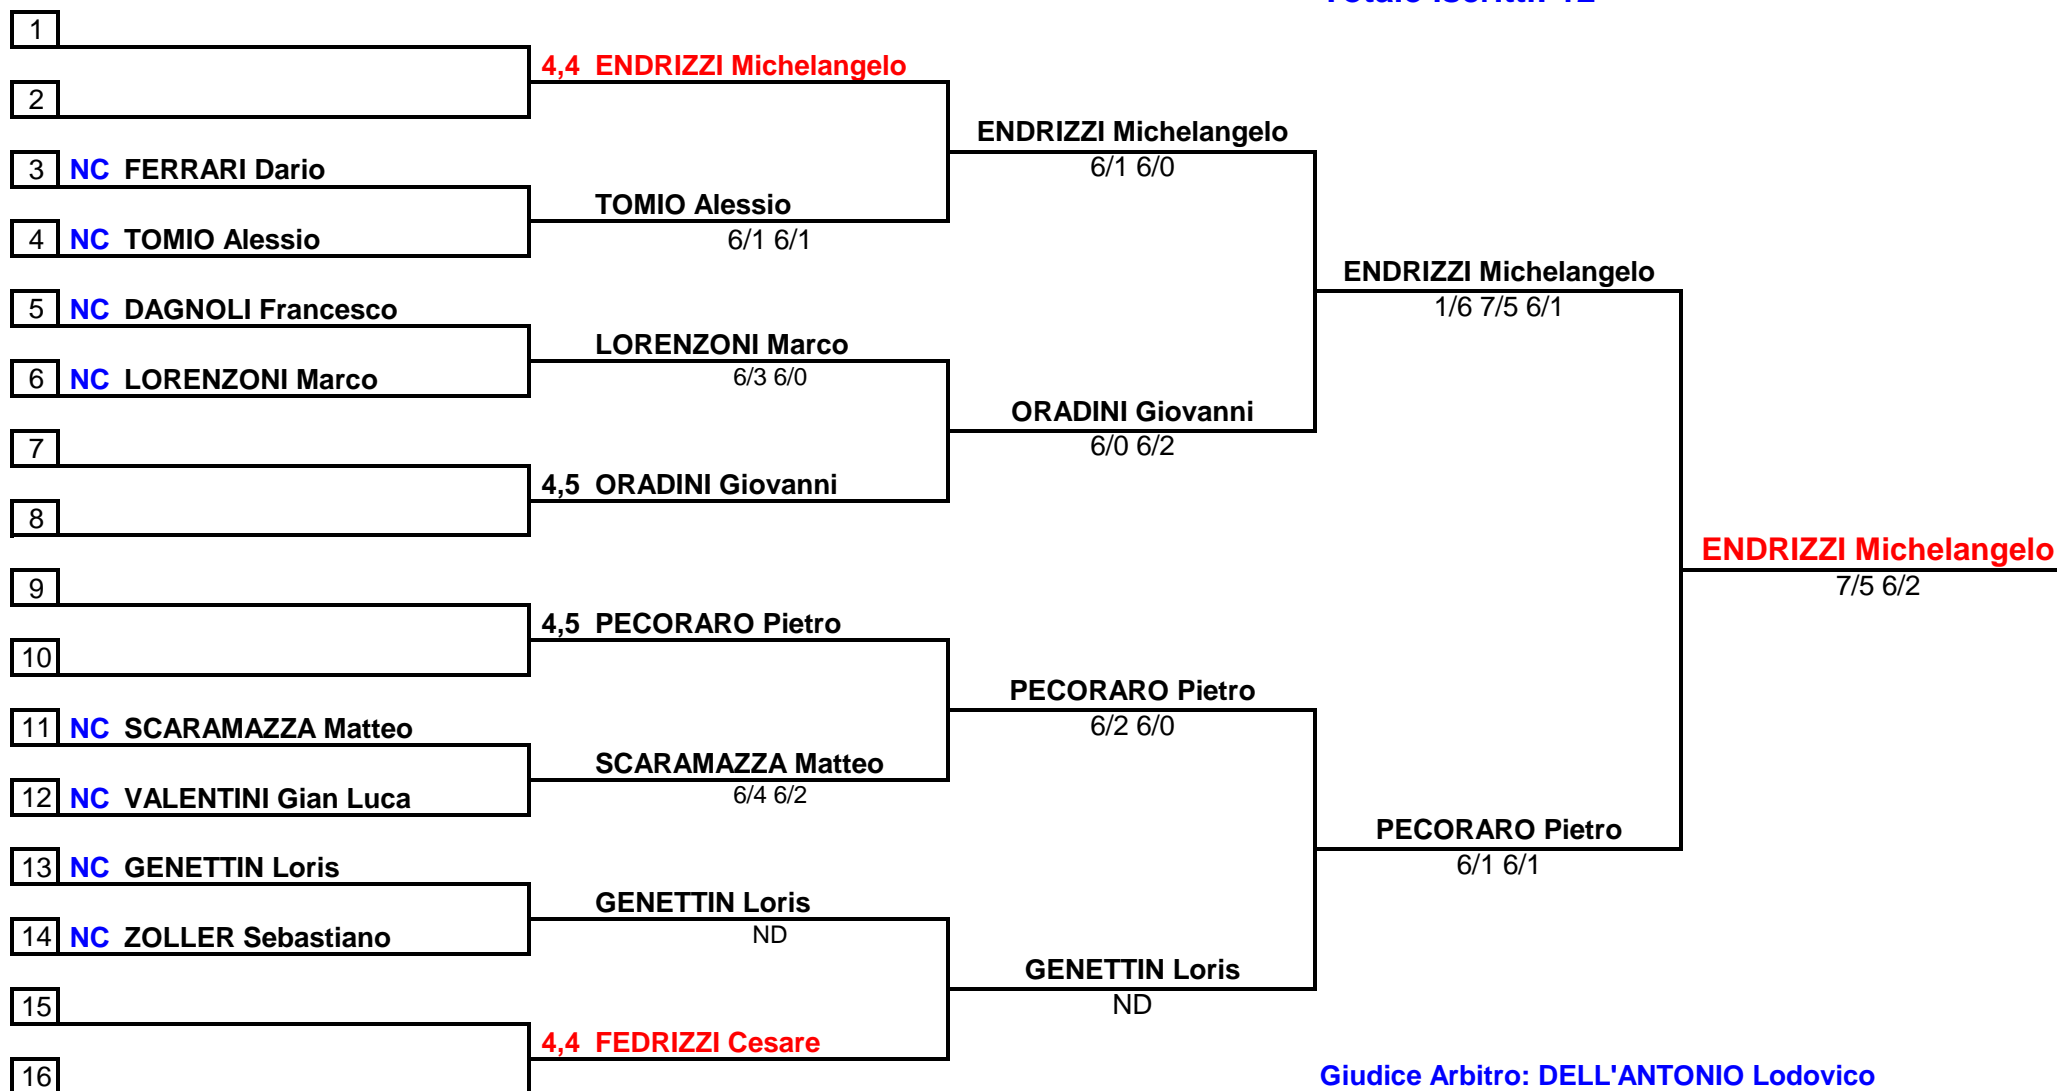 1
4,4 ENDRIZZI Michelangelo
2
ENDRIZZI Michelangelo
6/1 6/0
3 NC FERRARI Dario
TOMIO Alessio
6/1 6/1
4 NC TOMIO Alessio
ENDRIZZI Michelangelo
1/6 7/5 6/1
5 NC DAGNOLI Francesco
LORENZONI Marco
6/3 6/0
6 NC LORENZONI Marco
ORADINI Giovanni
6/0 6/2
7
4,5 ORADINI Giovanni
8
ENDRIZZI Michelangelo
7/5 6/2
9
4,5 PECORARO Pietro
10
PECORARO Pietro
6/2 6/0
11 NC SCARAMAZZA Matteo
SCARAMAZZA Matteo
6/4 6/2
12 NC VALENTINI Gian Luca
PECORARO Pietro
6/1 6/1
13 NC GENETTIN Loris
GENETTIN Loris
ND
14 NC ZOLLER Sebastiano
GENETTIN Loris
ND
15
4,4 FEDRIZZI Cesare
16
Giudice Arbitro: DELL'ANTONIO Lodovico